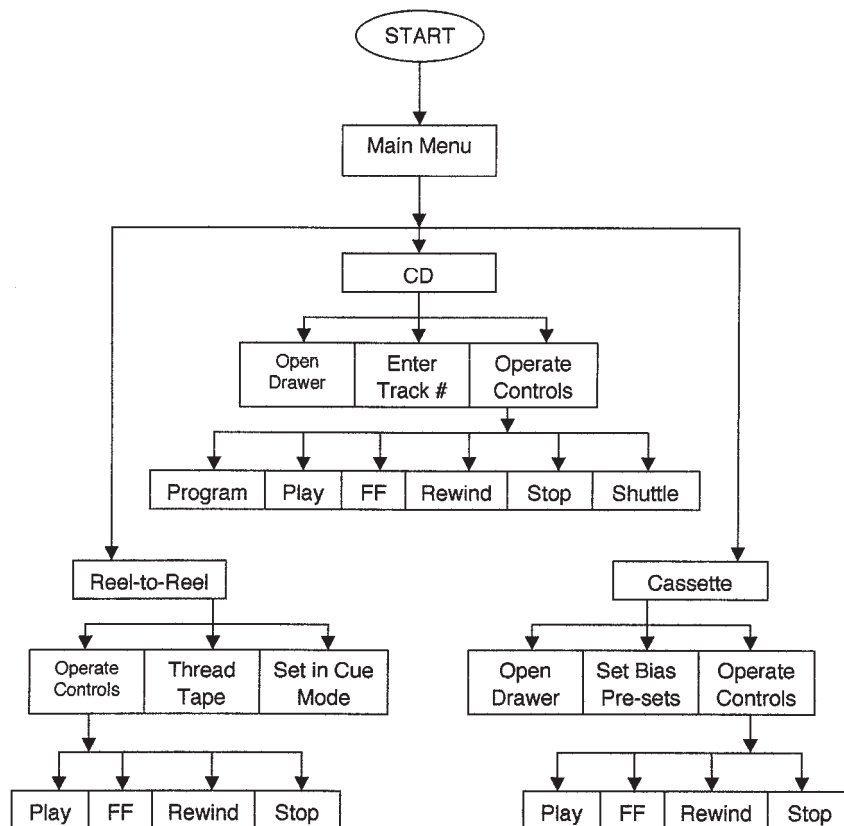 START
Main Menu
CD
Open
Drawer
Enter
Track #
Operate
Controls
Program
Play
FF
Rewind
Stop
Shuttle
Reel-to-Reel
Operate
Controls
Thread
Tape
Set in Cue
Mode
Play
FF
Rewind
Stop
Cassette
Open
Drawer
Set Bias
Pre-sets
Operate
Controls
Play
FF
Rewind
Stop